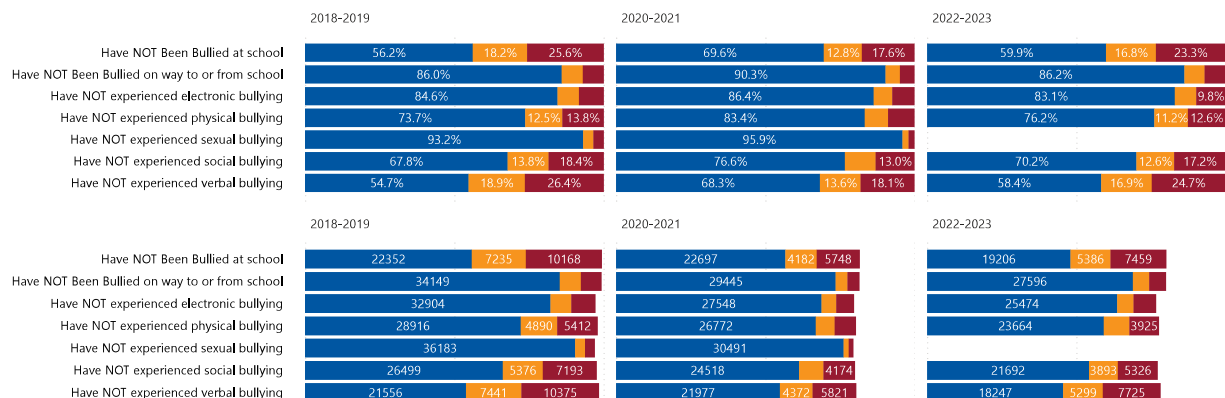 2018-2019 2020-2021 2022-2023
Have NOT Been Bullied at school 56.2% 18.2% 25.6% 69.6% 12.8% 17.6% 59.9% 16.8% 23.3%
Have NOT Been Bullied on way to or from school 86.0% 90.3% 86.2%
Have NOT experienced electronic bullying 84.6% 86.4% 83.1% 9.8%
Have NOT experienced physical bullying 73.7% 12.5% 13.8% 83.4% 76.2% 11.2% 12.6%
Have NOT experienced sexual bullying 93.2% 95.9%
Have NOT experienced social bullying 67.8% 13.8% 18.4% 76.6% 13.0% 70.2% 12.6% 17.2%
Have NOT experienced verbal bullying 54.7% 18.9% 26.4% 68.3% 13.6% 18.1% 58.4% 16.9% 24.7%
2018-2019 2020-2021 2022-2023
Have NOT Been Bullied at school 22352 7235 10168 22697 4182 5748 19206 5386 7459
Have NOT Been Bullied on way to or from school 34149 29445 27596
Have NOT experienced electronic bullying 32904 27548 25474
Have NOT experienced physical bullying 28916 4890 5412 26772 23664 3925
Have NOT experienced sexual bullying 36183 30491
Have NOT experienced social bullying 26499 5376 7193 24518 4174 21692 3893 5326
Have NOT experienced verbal bullying 21556 7441 10375 21977 4372 5821 18247 5299 7725